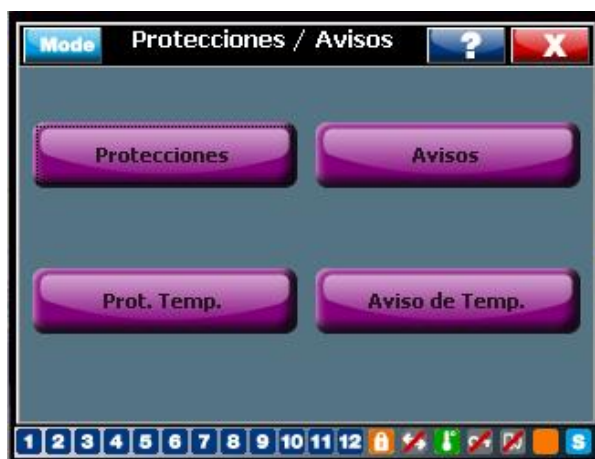 Mode Protecciones / Avisos ? X
Protecciones Avisos
Prot. Temp. Aviso de Temp.
1 2 3 4 5 6 7 8 9 10 11 12 S